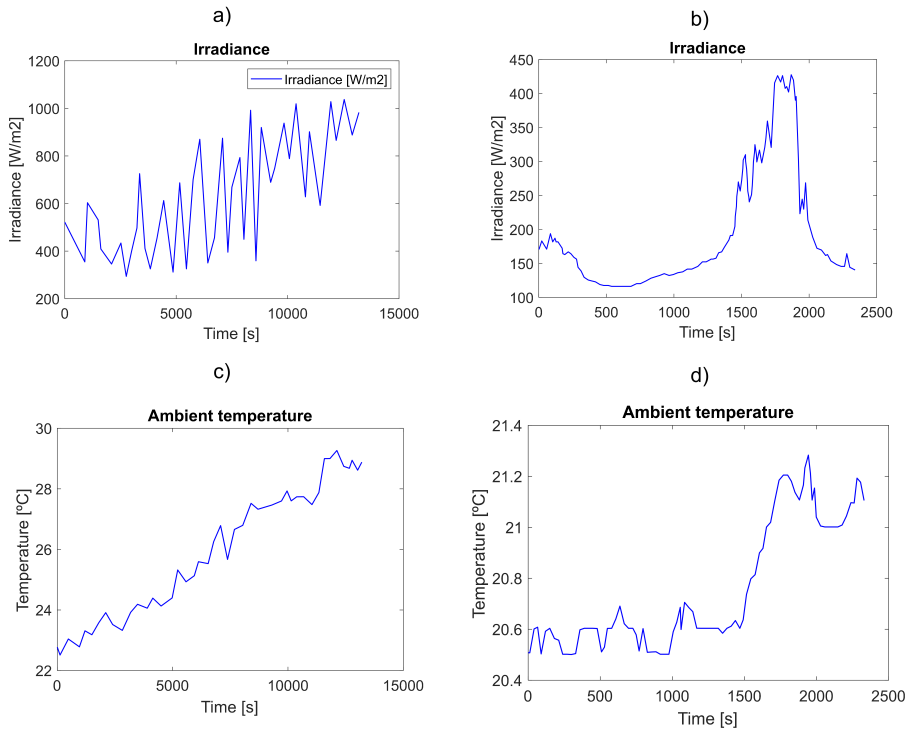 a)
Irradiance
1200
1000
800
600
400
200
0
5000
10000
15000
Irradiance [W/m2]
Time [s]
Irradiance [W/m2]
b)
Irradiance
450
400
350
300
250
200
150
100
0
500
1000
1500
2000
2500
Irradiance [W/m2]
Time [s]
c)
Ambient temperature
30
28
26
24
22
0
5000
10000
15000
Temperature [ºC]
Time [s]
d)
Ambient temperature
21.4
21.2
21
20.8
20.6
20.4
0
500
1000
1500
2000
2500
Temperature [ºC]
Time [s]